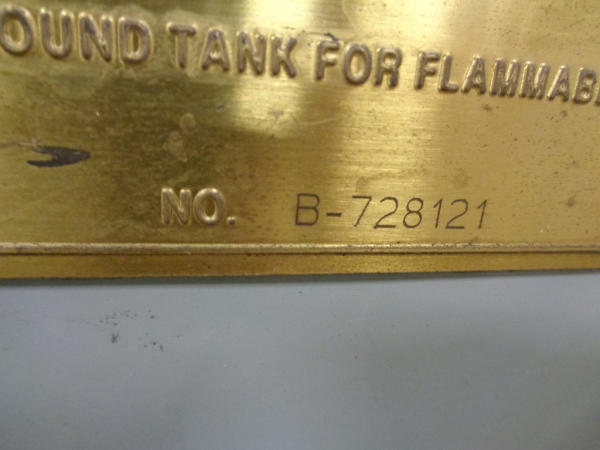 OUND TANK FOR FLAMMAB
NO. B-728121